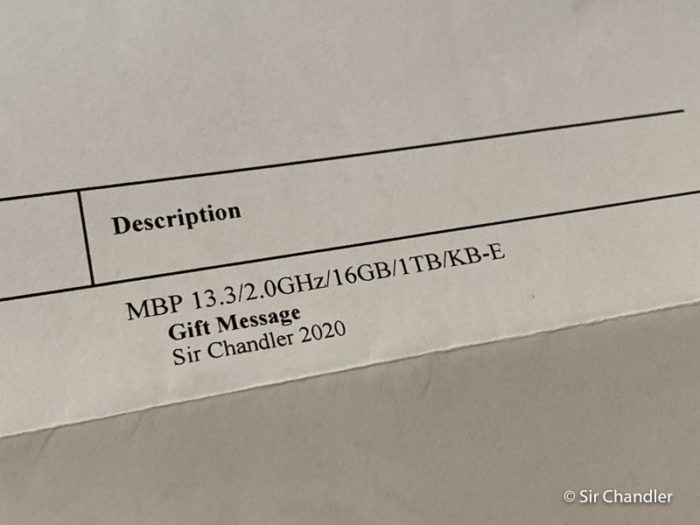 Description
MBP 13.3/2.0GHz/16GB/1TB/KB-E
Gift Message
Sir Chandler 2020
© Sir Chandler